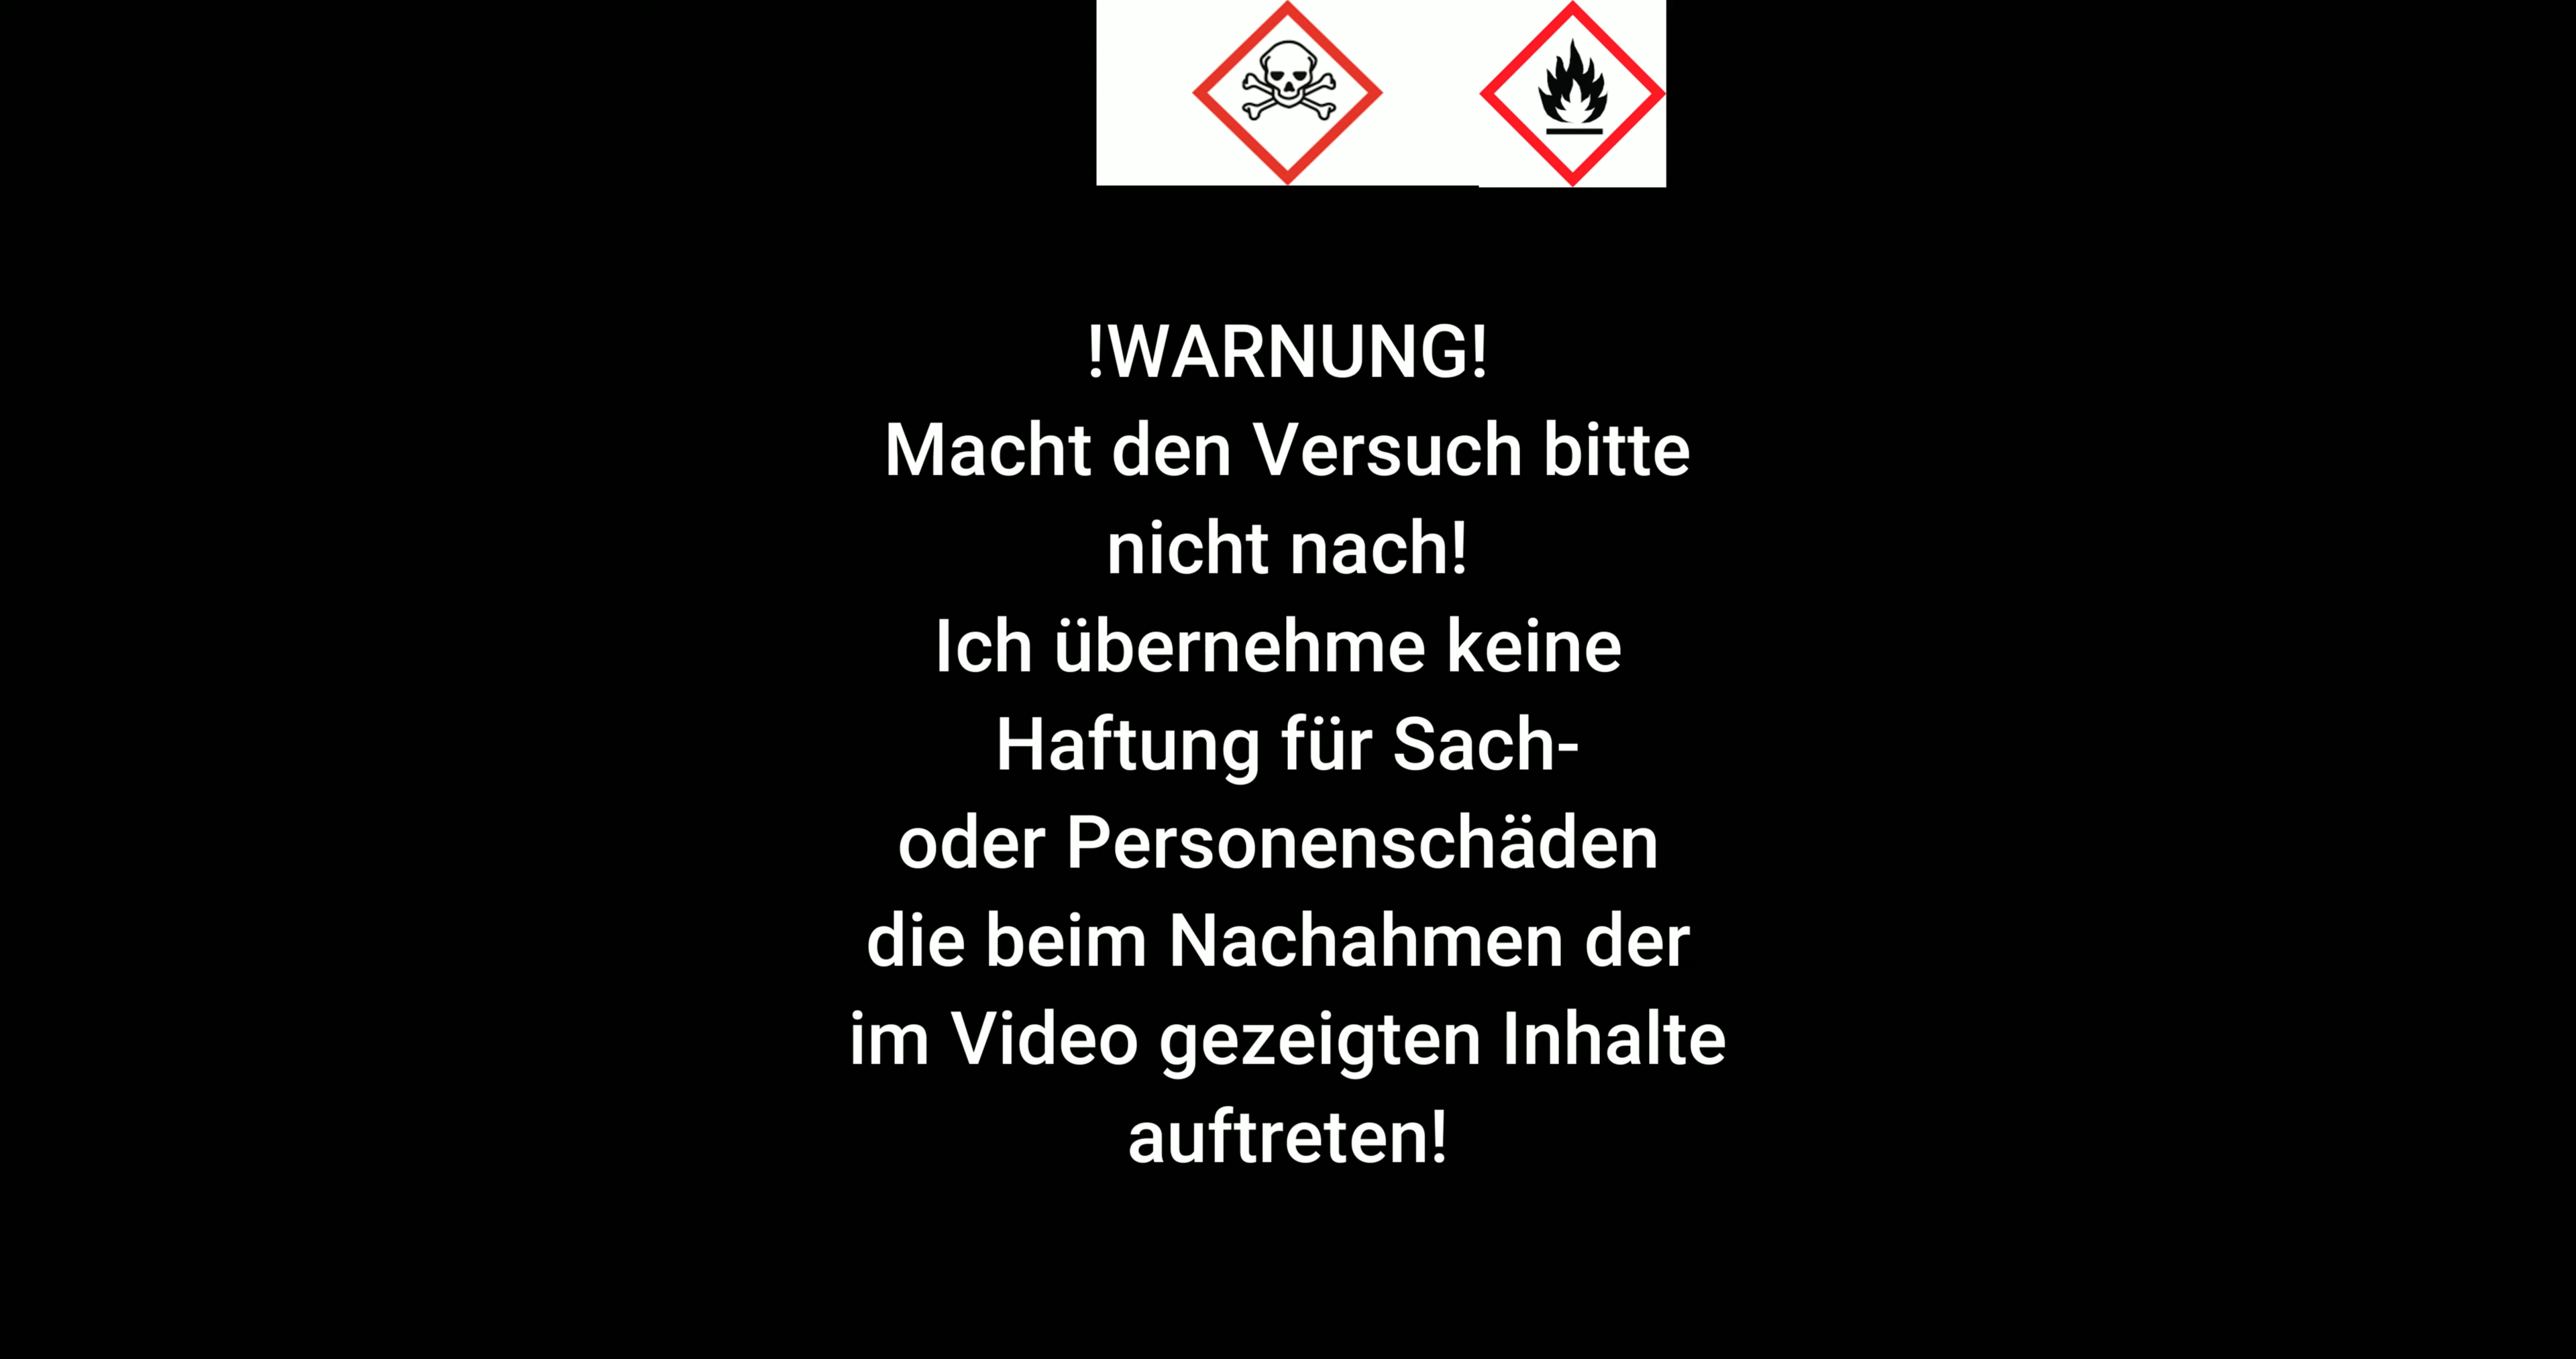 !WARNUNG!
Macht den Versuch bitte
nicht nach!
Ich übernehme keine
Haftung für Sach-
oder Personenschäden
die beim Nachahmen der
im Video gezeigten Inhalte
auftreten!